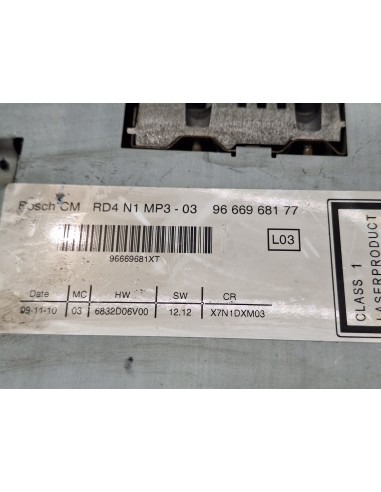 Bosch CM RD4 N1 MP3 - 03 96 669 681 77
L03
96669681XT
Date MC HW SW CR
09-11-10 03 6832D06V00 12.12 X7N1DXM03
CLASS 1
LASERPRODUCT